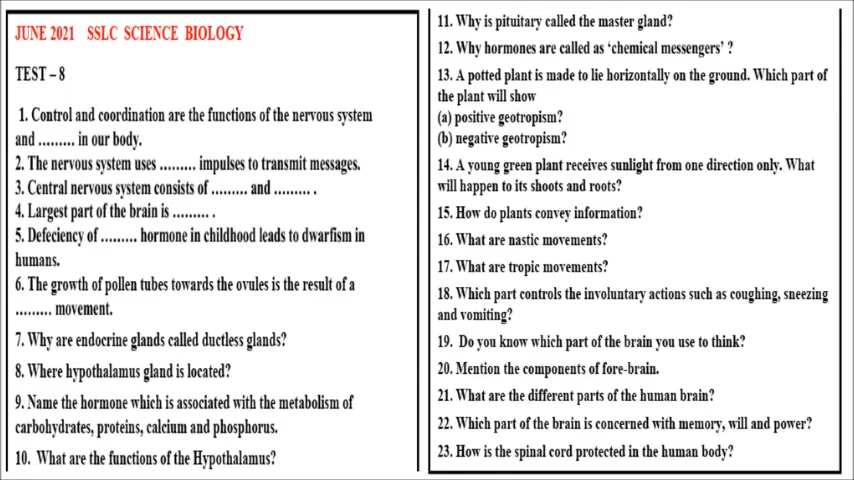 JUNE 2021 SSLC SCIENCE BIOLOGY
TEST – 8
1. Control and coordination are the functions of the nervous system
and ......... in our body.
2. The nervous system uses ......... impulses to transmit messages.
3. Central nervous system consists of ......... and ......... .
4. Largest part of the brain is ......... .
5. Defeciency of ......... hormone in childhood leads to dwarfism in
humans.
6. The growth of pollen tubes towards the ovules is the result of a
......... movement.
7. Why are endocrine glands called ductless glands?
8. Where hypothalamus gland is located?
9. Name the hormone which is associated with the metabolism of
carbohydrates, proteins, calcium and phosphorus.
10. What are the functions of the Hypothalamus?
11. Why is pituitary called the master gland?
12. Why hormones are called as ‘chemical messengers’ ?
13. A potted plant is made to lie horizontally on the ground. Which part of
the plant will show
(a) positive geotropism?
(b) negative geotropism?
14. A young green plant receives sunlight from one direction only. What
will happen to its shoots and roots?
15. How do plants convey information?
16. What are nastic movements?
17. What are tropic movements?
18. Which part controls the involuntary actions such as coughing, sneezing
and vomiting?
19. Do you know which part of the brain you use to think?
20. Mention the components of fore-brain.
21. What are the different parts of the human brain?
22. Which part of the brain is concerned with memory, will and power?
23. How is the spinal cord protected in the human body?